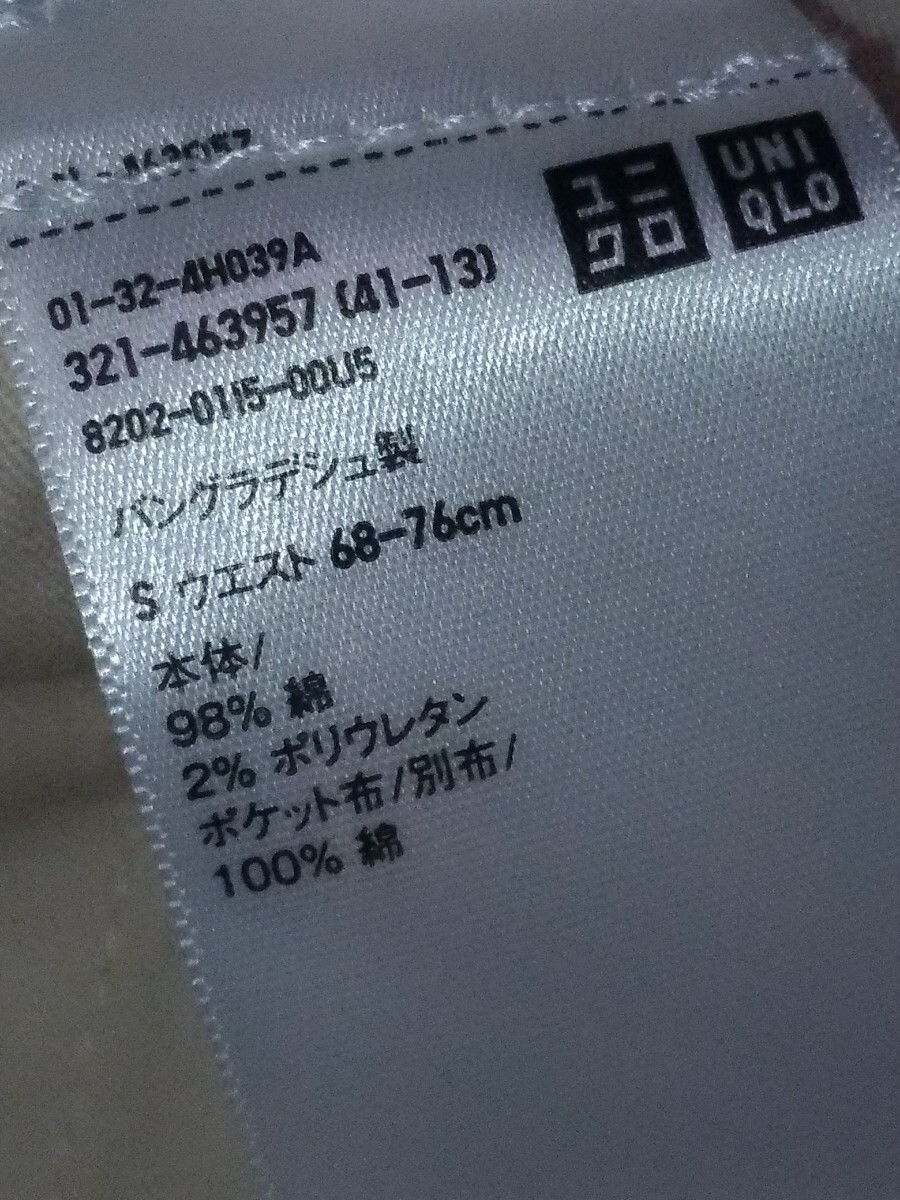 ユニクロ
UNIQLO
01-32-4H039A
321-463957 (41-13)
8202-0115-00U5
バングラデシュ製
S ウエスト 68-76cm
本体/
98% 綿
2% ポリウレタン
ポケット布/別布/
100% 綿